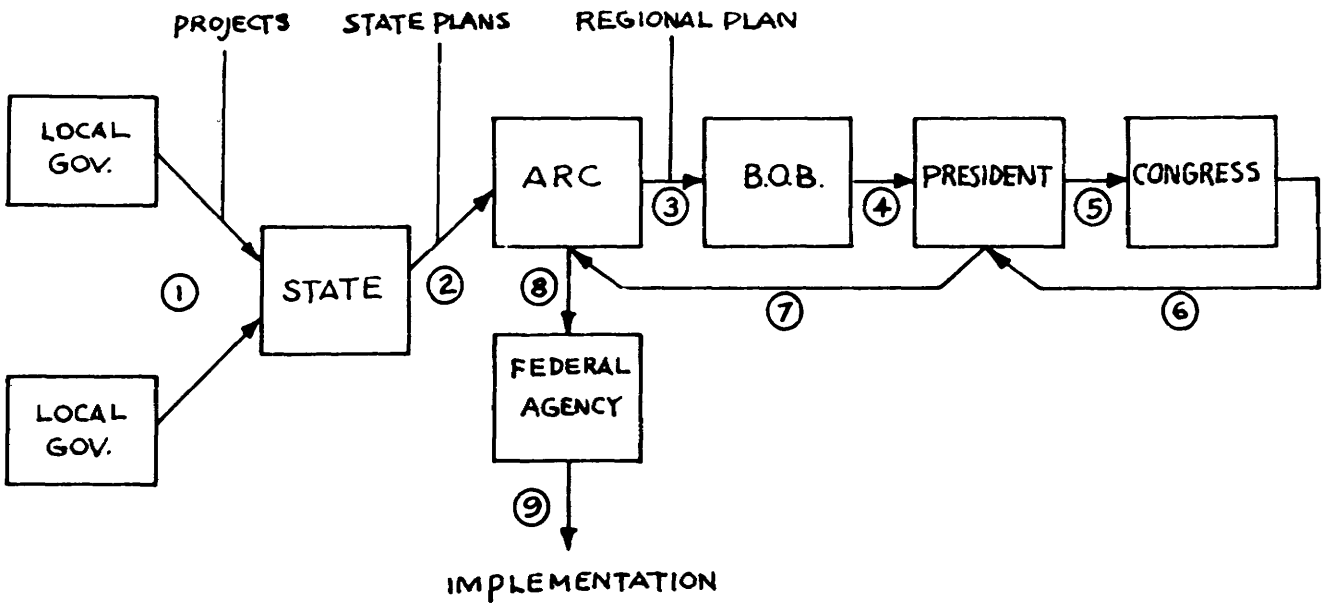 PROJECTS
STATE PLANS
REGIONAL PLAN
LOCAL
GOV.
ARC
B.O.B.
PRESIDENT
CONGRESS
③
④
⑤
①
STATE
②
⑧
⑦
⑥
FEDERAL
AGENCY
LOCAL
GOV.
⑨
IMPLEMENTATION